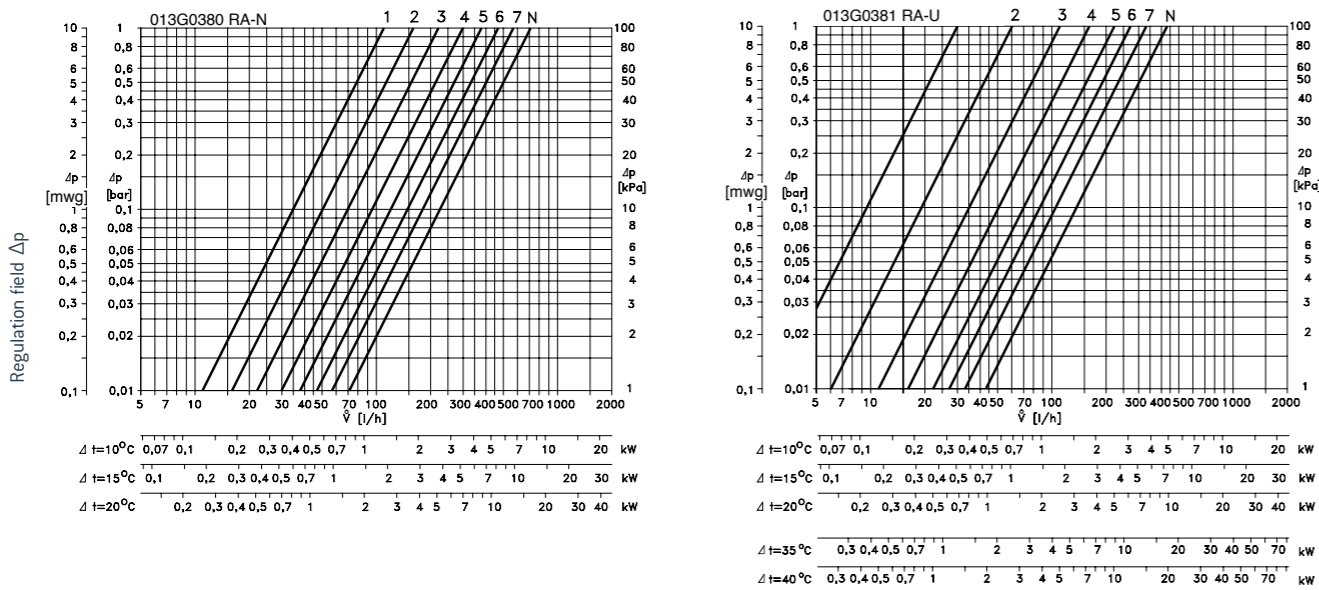 Regulation field Δp
013G0380 RA-N
1 2 3 4 5 6 7 N
10 1 100
8 0,8 80
6 0,6 60
5 0,5 50
4 0,4 40
3 0,3 30
2 0,2 20
Δp Δp Δp
[mwg] [bar] [kPa]
1 0,1 10
0,8 0,08 8
0,6 0,06 6
0,5 0,05 5
0,4 0,04 4
0,3 0,03 3
0,2 0,02 2
0,1 0,01 1
5 7 10 20 30 40 50 70 100 200 300 400 500 700 1000 2000
V̊ [l/h]
Δt=10°C 0,07 0,1 0,2 0,3 0,4 0,5 0,7 1 2 3 4 5 7 10 20 kW
Δt=15°C 0,1 0,2 0,3 0,4 0,5 0,7 1 2 3 4 5 7 10 20 30 kW
Δt=20°C 0,2 0,3 0,4 0,5 0,7 1 2 3 4 5 7 10 20 30 40 kW
013G0381 RA-U
2 3 4 5 6 7 N
10 1 100
8 0,8 80
6 0,6 60
5 0,5 50
4 0,4 40
3 0,3 30
2 0,2 20
Δp Δp Δp
[mwg] [bar] [kPa]
1 0,1 10
0,8 0,08 8
0,6 0,06 6
0,5 0,05 5
0,4 0,04 4
0,3 0,03 3
0,2 0,02 2
0,1 0,01 1
5 7 10 20 30 40 50 70 100 200 300 400 500 700 1000 2000
V̊ [l/h]
Δt=10°C 0,07 0,1 0,2 0,3 0,4 0,5 0,7 1 2 3 4 5 7 10 20 kW
Δt=15°C 0,1 0,2 0,3 0,4 0,5 0,7 1 2 3 4 5 7 10 20 30 kW
Δt=20°C 0,2 0,3 0,4 0,5 0,7 1 2 3 4 5 7 10 20 30 40 kW
Δt=35°C 0,3 0,4 0,5 0,7 1 2 3 4 5 7 10 20 30 40 50 70 kW
Δt=40°C 0,3 0,4 0,5 0,7 1 2 3 4 5 7 10 20 30 40 50 70 kW